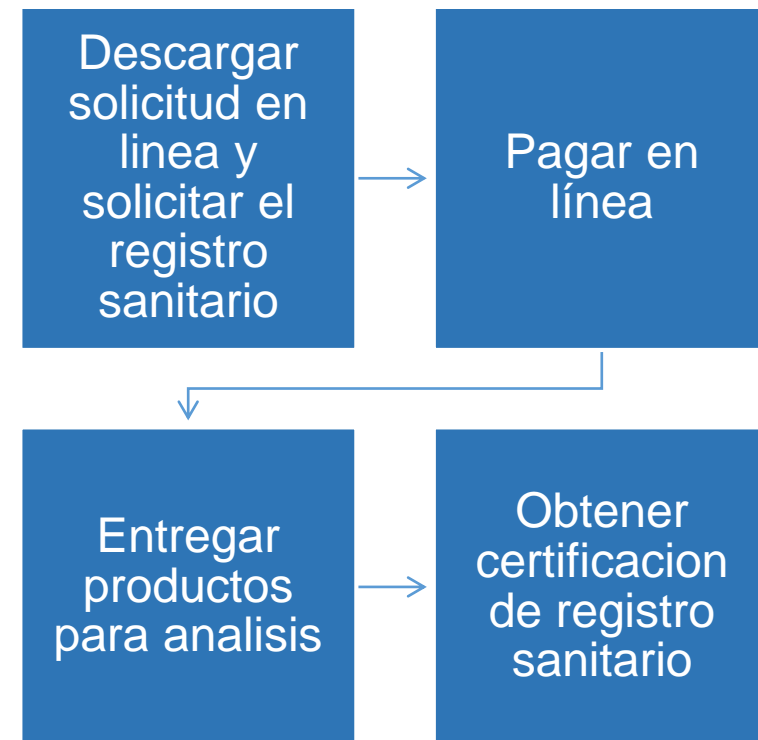 Descargar
solicitud en
linea y
solicitar el
registro
sanitario
Pagar en
línea
Entregar
productos
para analisis
Obtener
certificacion
de registro
sanitario